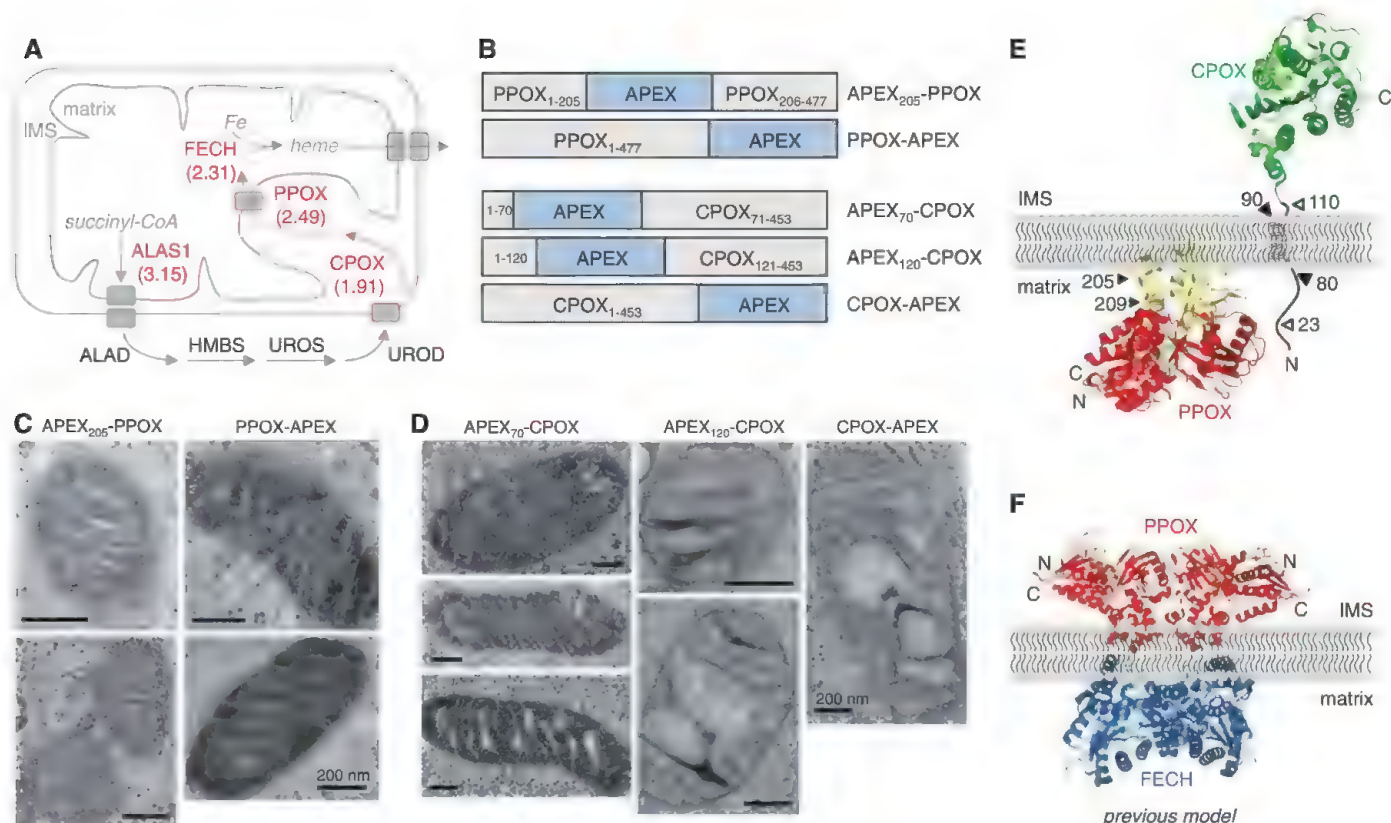 A
matrix
IMS
Fe
FECH
(2.31)
heme
PPOX
(2.49)
succinyl-CoA
ALAS1
(3.15)
CPOX
(1.91)
ALAD
HMBS
UROS
UROD
B
PPOX1-205 APEX PPOX206-477 APEX205-PPOX
PPOX1-477 APEX PPOX-APEX
1-70 APEX CPOX71-453 APEX70-CPOX
1-120 APEX CPOX121-453 APEX120-CPOX
CPOX1-453 APEX CPOX-APEX
C
APEX205-PPOX PPOX-APEX
200 nm
D
APEX70-CPOX APEX120-CPOX CPOX-APEX
200 nm
E
CPOX
C
IMS
90
110
matrix
205
209
80
23
N
C
N
PPOX
F
PPOX
N
N
C
C
IMS
matrix
FECH
previous model